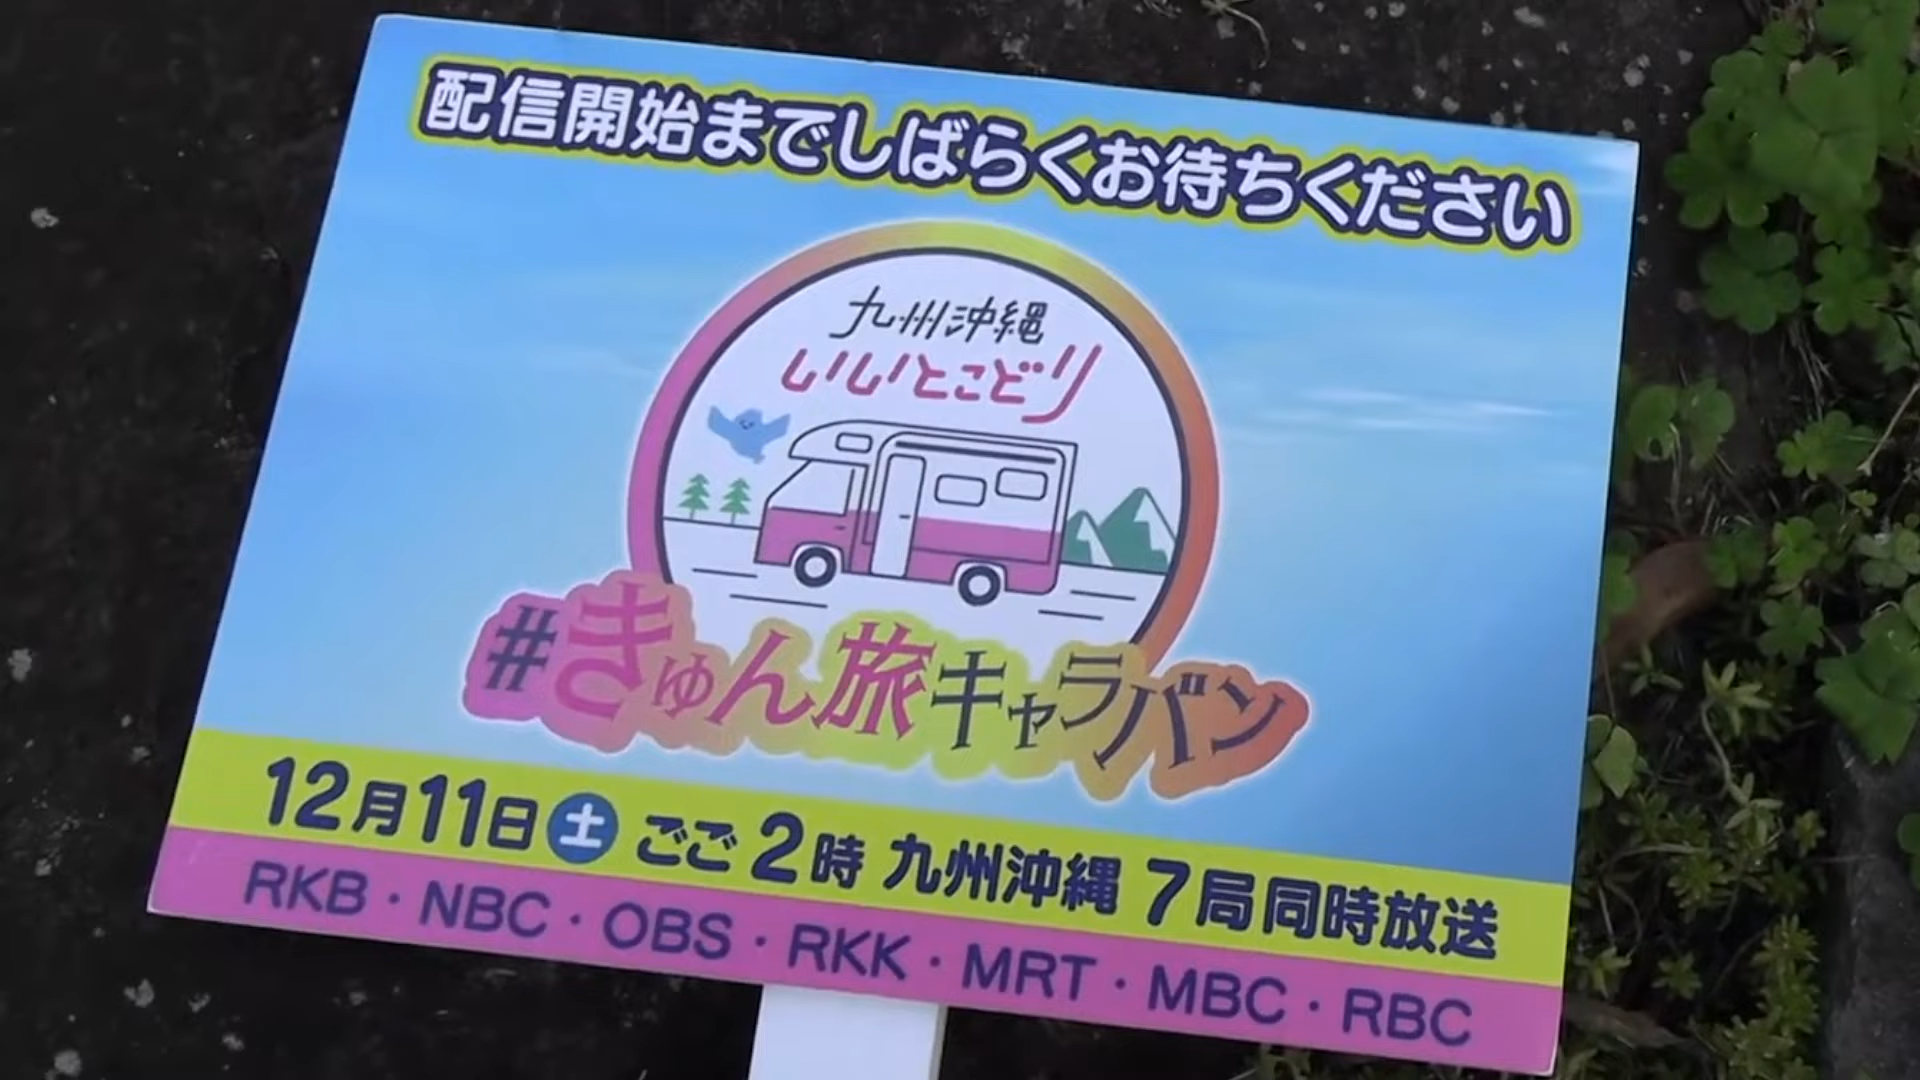 配信開始までしばらくお待ちください
九州沖縄
いいとこどり
#きゅん旅キャラバン
12月11日土 ごご2時 九州沖縄 7局同時放送
RKB・NBC・OBS・RKK・MRT・MBC・RBC